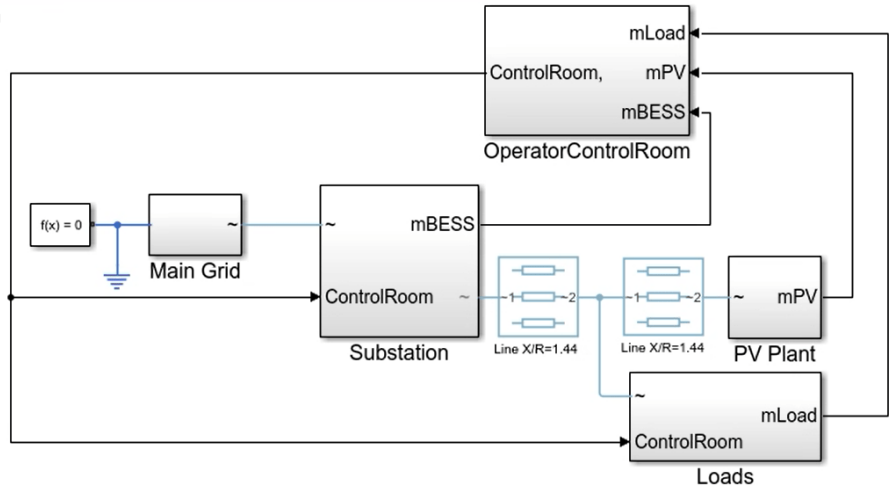 mLoad
ControlRoom,
mPV
mBESS
OperatorControlRoom
f(x) = 0
~
Main Grid
~
mBESS
ControlRoom
~
Substation
~1
~2
Line X/R=1.44
~1
~2
Line X/R=1.44
~
mPV
PV Plant
~
mLoad
ControlRoom
Loads